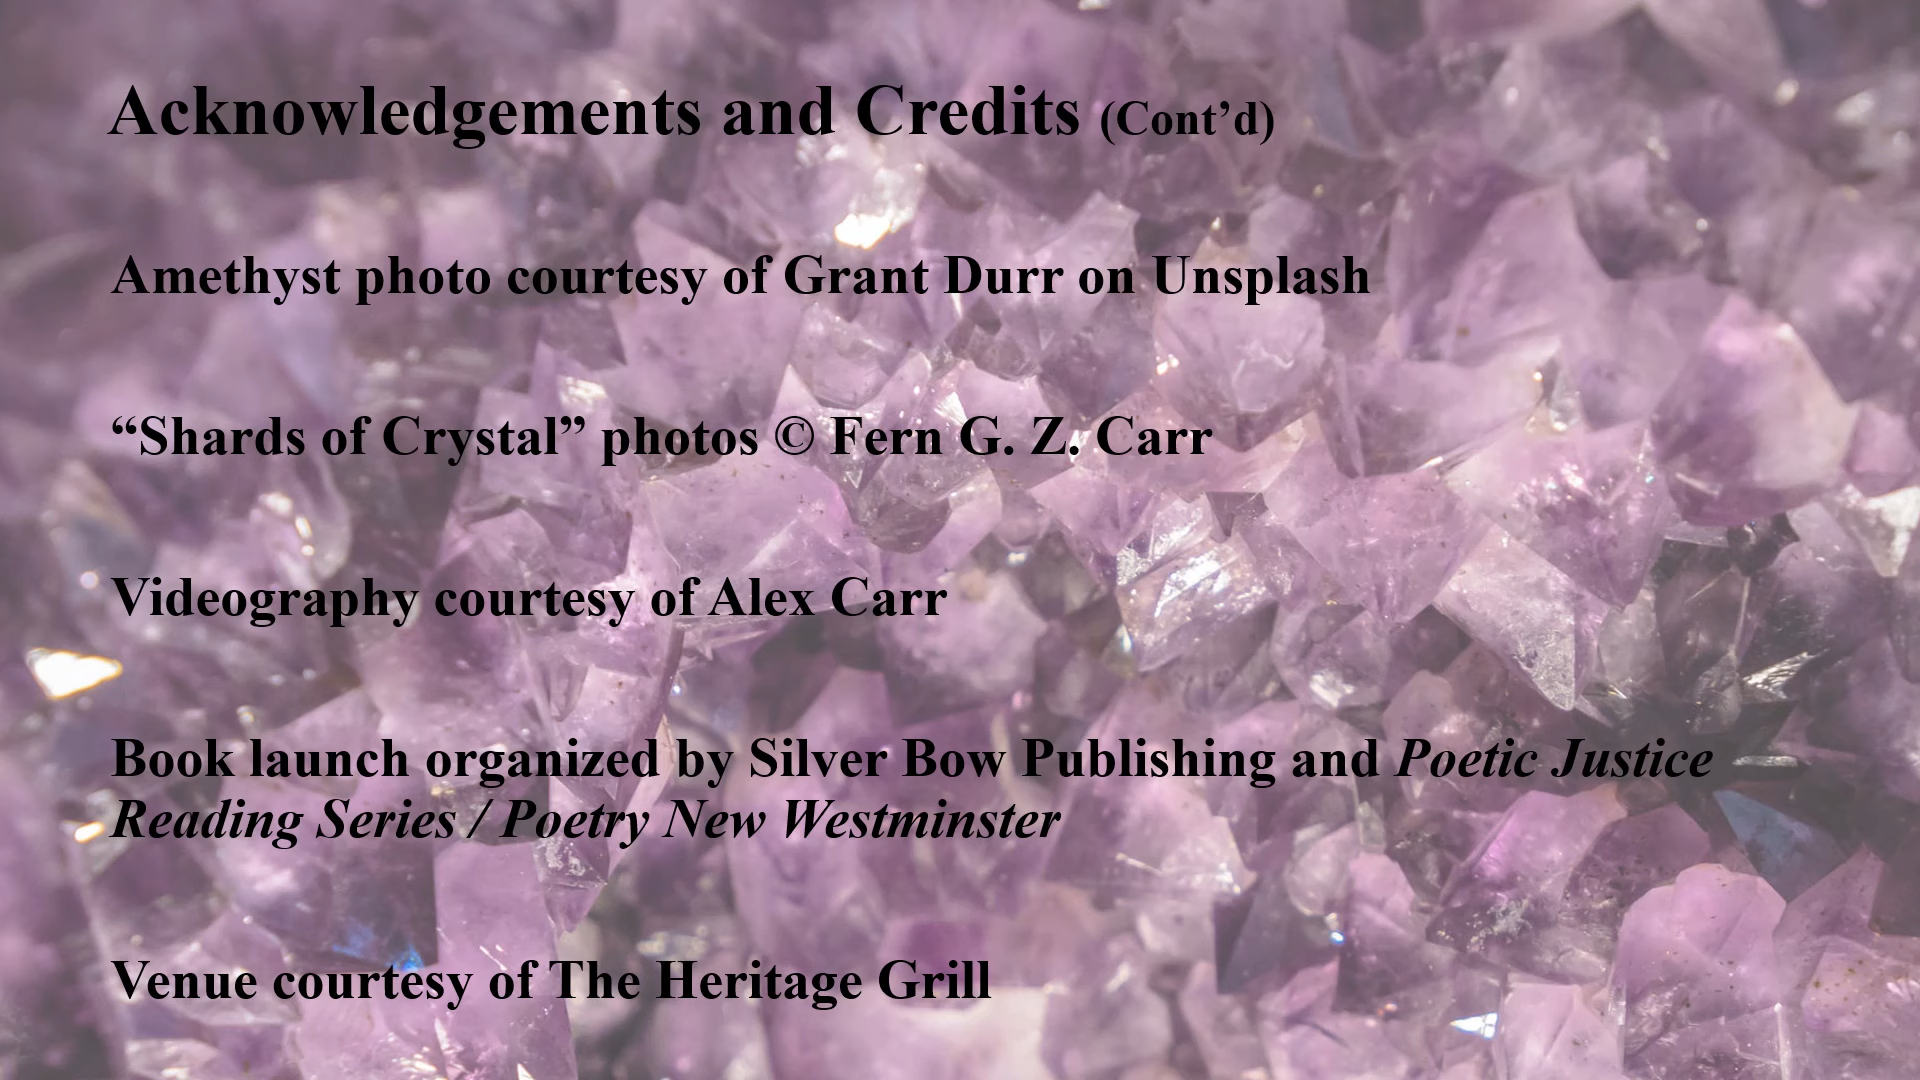 Acknowledgements and Credits (Cont’d)
Amethyst photo courtesy of Grant Durr on Unsplash
“Shards of Crystal” photos © Fern G. Z. Carr
Videography courtesy of Alex Carr
Book launch organized by Silver Bow Publishing and Poetic Justice
Reading Series / Poetry New Westminster
Venue courtesy of The Heritage Grill